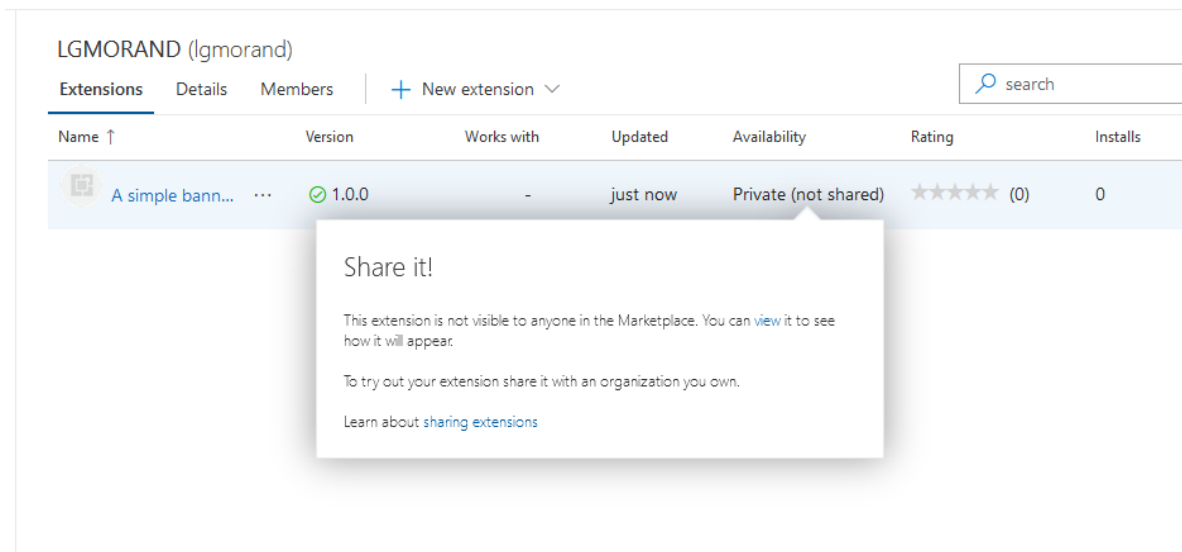 LGMORAND (lgmorand)
Extensions Details Members New extension
search
Name ↑ Version Works with Updated Availability Rating Installs
A simple bann... ... 1.0.0 - just now Private (not shared) (0) 0
Share it!
This extension is not visible to anyone in the Marketplace. You can view it to see
how it will appear.
To try out your extension share it with an organization you own.
Learn about sharing extensions